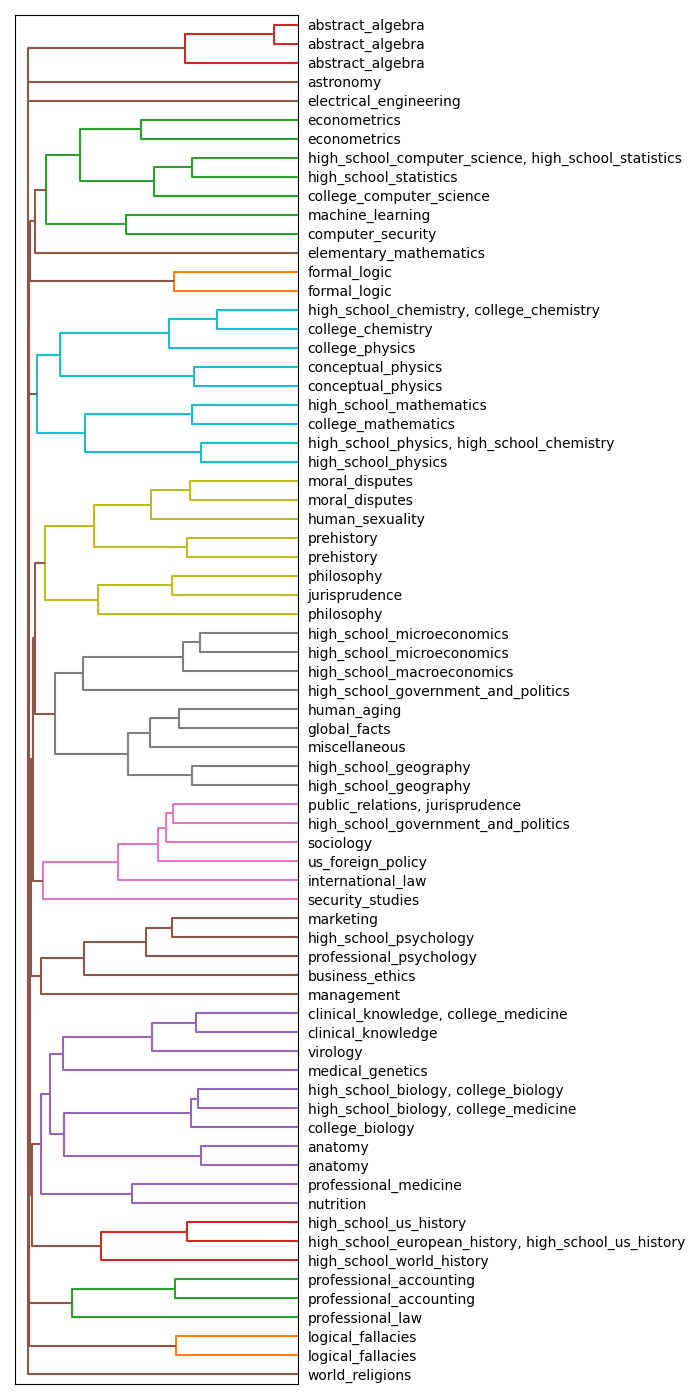 abstract_algebra
abstract_algebra
abstract_algebra
astronomy
electrical_engineering
econometrics
econometrics
high_school_computer_science, high_school_statistics
high_school_statistics
college_computer_science
machine_learning
computer_security
elementary_mathematics
formal_logic
formal_logic
high_school_chemistry, college_chemistry
college_chemistry
college_physics
conceptual_physics
conceptual_physics
high_school_mathematics
college_mathematics
high_school_physics, high_school_chemistry
high_school_physics
moral_disputes
moral_disputes
human_sexuality
prehistory
prehistory
philosophy
jurisprudence
philosophy
high_school_microeconomics
high_school_microeconomics
high_school_macroeconomics
high_school_government_and_politics
human_aging
global_facts
miscellaneous
high_school_geography
high_school_geography
public_relations, jurisprudence
high_school_government_and_politics
sociology
us_foreign_policy
international_law
security_studies
marketing
high_school_psychology
professional_psychology
business_ethics
management
clinical_knowledge, college_medicine
clinical_knowledge
virology
medical_genetics
high_school_biology, college_biology
high_school_biology, college_medicine
college_biology
anatomy
anatomy
professional_medicine
nutrition
high_school_us_history
high_school_european_history, high_school_us_history
high_school_world_history
professional_accounting
professional_accounting
professional_law
logical_fallacies
logical_fallacies
world_religions